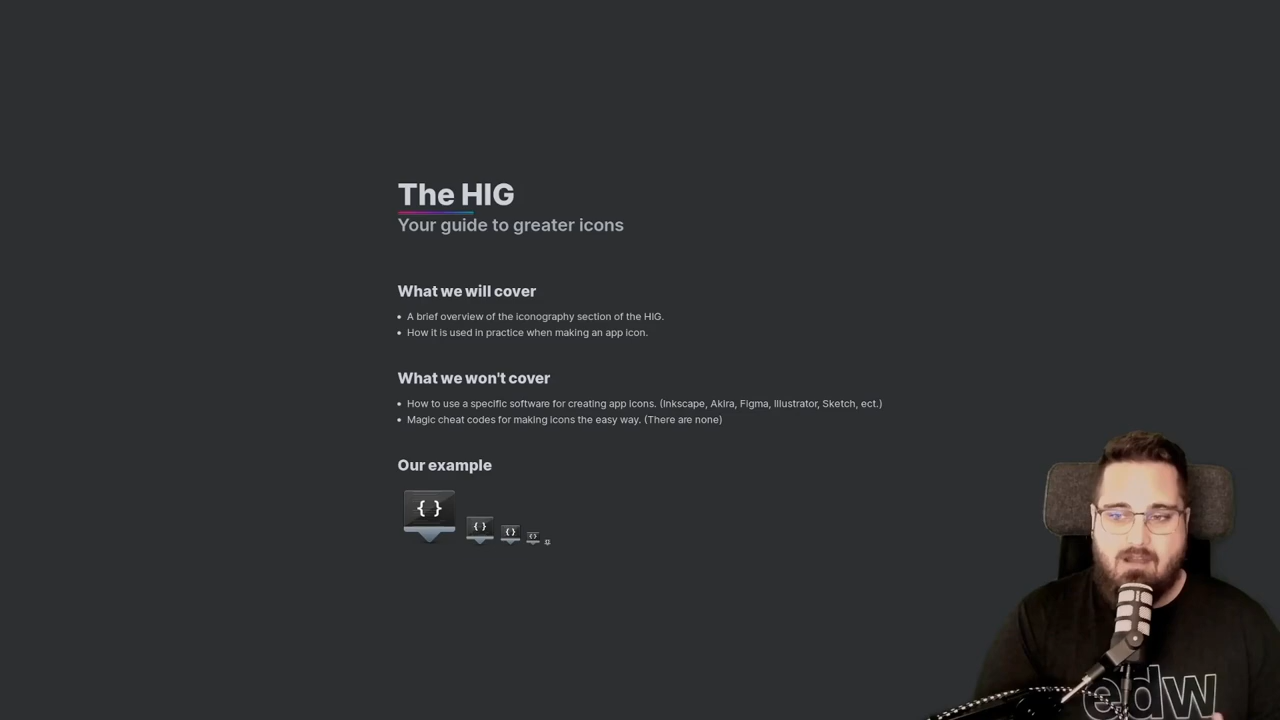 The HIG
Your guide to greater icons
What we will cover
• A brief overview of the iconography section of the HIG.
• How it is used in practice when making an app icon.
What we won't cover
• How to use a specific software for creating app icons. (Inkscape, Akira, Figma, Illustrator, Sketch, ect.)
• Magic cheat codes for making icons the easy way. (There are none)
Our example
{ }
{ }
{ }
{ }
edw